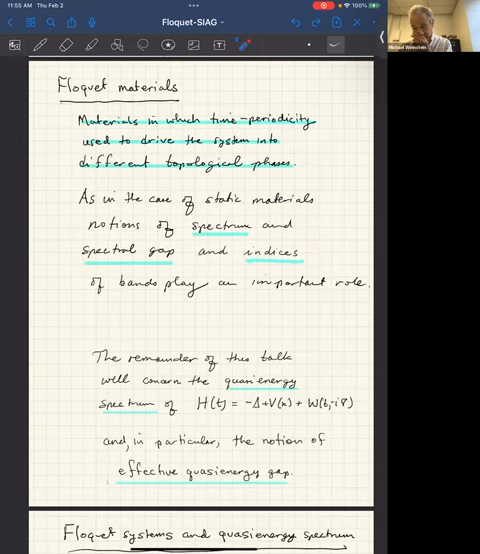 11:55 AM Thu Feb 2
100%
Floquet-SIAG
Michael Weinstein
Floquet materials
Materials in which time-periodicity
used to drive the system into
different topological phases.
As in the case of static materials
notions of spectrum and
spectral gap and indices
of bands play an important role.
The remainder of this talk
will concern the quasienergy
spectrum of H(t) = -Δ+V(x) + W(t,-i∇)
and, in particular, the notion of
effective quasienergy gap.
Floquet systems and quasienergy spectrum